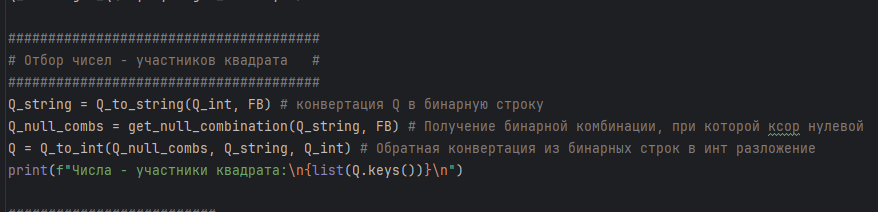 #######################################
# Отбор чисел - участников квадрата   #
#######################################
Q_string = Q_to_string(Q_int, FB) # конвертация Q в бинарную строку
Q_null_combs = get_null_combination(Q_string, FB) # Получение бинарной комбинации, при которой ксор нулевой
Q = Q_to_int(Q_null_combs, Q_string, Q_int) # Обратная конвертация из бинарных строк в инт разложение
print(f"Числа - участники квадрата:\n{list(Q.keys())}\n")
##########################